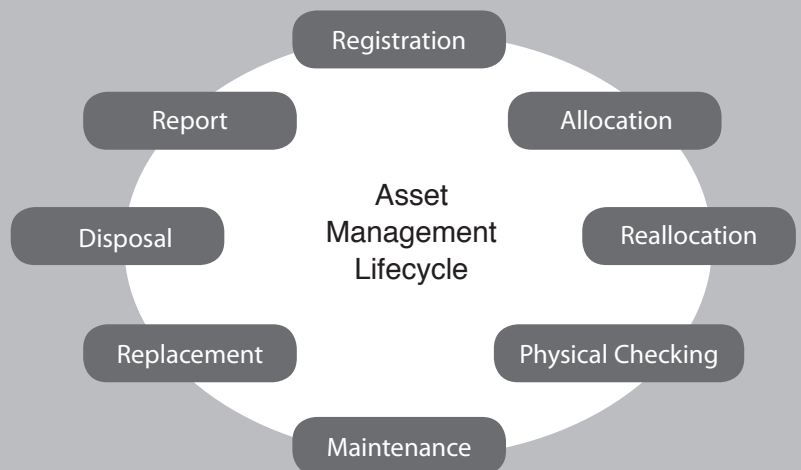 Registration
Report
Allocation
Asset
Management
Lifecycle
Disposal
Reallocation
Replacement
Physical Checking
Maintenance